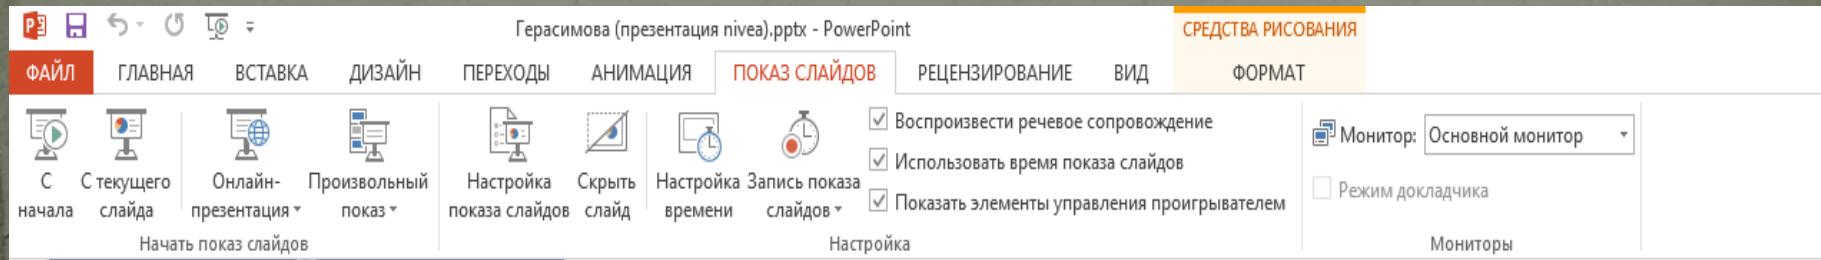 Герасимова (презентация nivea).pptx - PowerPoint
СРЕДСТВА РИСОВАНИЯ
ФАЙЛ ГЛАВНАЯ ВСТАВКА ДИЗАЙН ПЕРЕХОДЫ АНИМАЦИЯ ПОКАЗ СЛАЙДОВ РЕЦЕНЗИРОВАНИЕ ВИД ФОРМАТ
С
начала
С текущего
слайда
Онлайн-
презентация
Произвольный
показ
Начать показ слайдов
Настройка
показа слайдов
Скрыть
слайд
Настройка
времени
Запись показа
слайдов
Воспроизвести речевое сопровождение
Использовать время показа слайдов
Показать элементы управления проигрывателем
Настройка
Монитор: Основной монитор
Режим докладчика
Мониторы